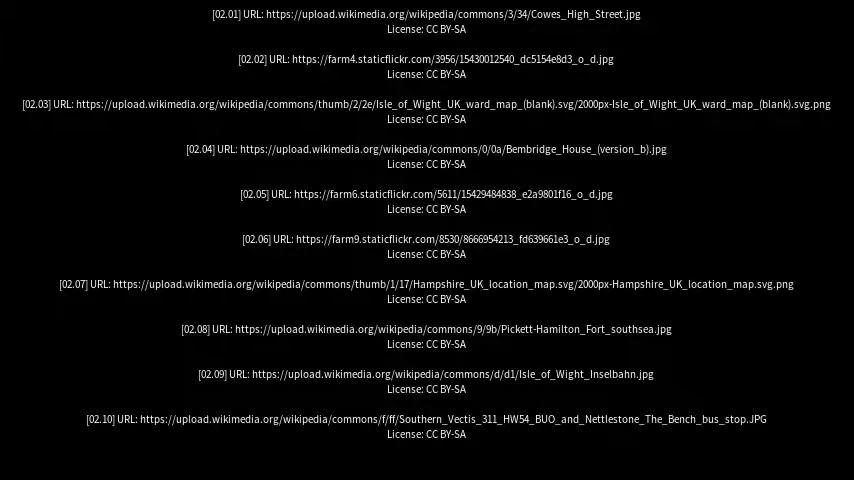 [02.01] URL: https://upload.wikimedia.org/wikipedia/commons/3/34/Cowes_High_Street.jpg
License: CC BY-SA
[02.02] URL: https://farm4.staticflickr.com/3956/15430012540_dc5154e8d3_o_d.jpg
License: CC BY-SA
[02.03] URL: https://upload.wikimedia.org/wikipedia/commons/thumb/2/2e/Isle_of_Wight_UK_ward_map_(blank).svg/2000px-Isle_of_Wight_UK_ward_map_(blank).svg.png
License: CC BY-SA
[02.04] URL: https://upload.wikimedia.org/wikipedia/commons/0/0a/Bembridge_House_(version_b).jpg
License: CC BY-SA
[02.05] URL: https://farm6.staticflickr.com/5611/15429484838_e2a9801f16_o_d.jpg
License: CC BY-SA
[02.06] URL: https://farm9.staticflickr.com/8530/8666954213_fd639661e3_o_d.jpg
License: CC BY-SA
[02.07] URL: https://upload.wikimedia.org/wikipedia/commons/thumb/1/17/Hampshire_UK_location_map.svg/2000px-Hampshire_UK_location_map.svg.png
License: CC BY-SA
[02.08] URL: https://upload.wikimedia.org/wikipedia/commons/9/9b/Pickett-Hamilton_Fort_southsea.jpg
License: CC BY-SA
[02.09] URL: https://upload.wikimedia.org/wikipedia/commons/d/d1/Isle_of_Wight_Inselbahn.jpg
License: CC BY-SA
[02.10] URL: https://upload.wikimedia.org/wikipedia/commons/f/ff/Southern_Vectis_311_HW54_BUO_and_Nettlestone_The_Bench_bus_stop.JPG
License: CC BY-SA